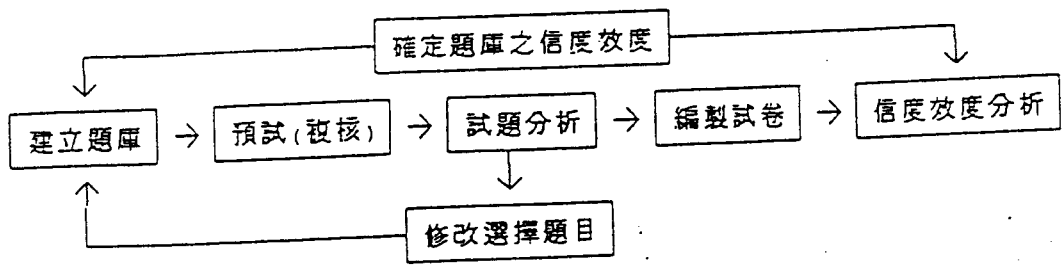 確定題庫之信度效度
建立題庫 → 預試(複核) → 試題分析 → 編製試卷 → 信度效度分析
修改選擇題目